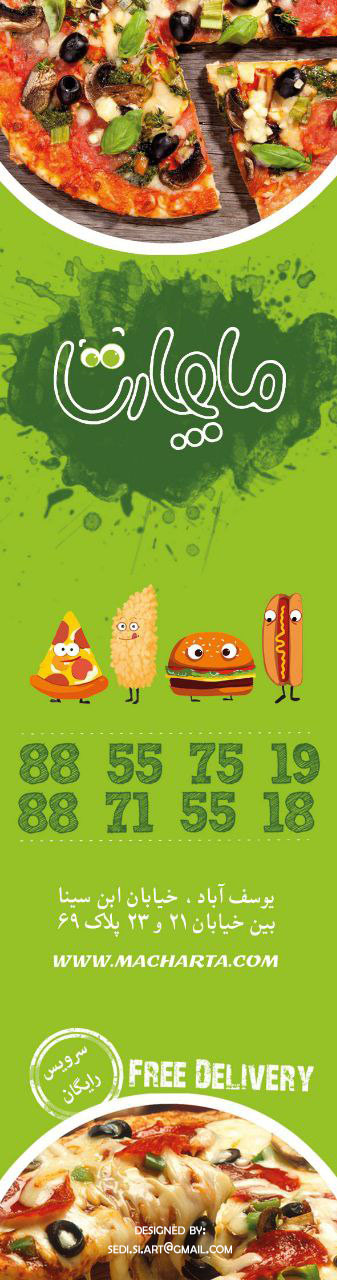 ماچارتا
88 55 75 19
88 71 55 18
یوسف آباد ، خیابان ابن سینا
بین خیابان ۲۱ و ۲۳ پلاک ۶۹
WWW.MACHARTA.COM
سرویس
رایگان
FREE DELIVERY
DESIGNED BY:
SEDI.SI.ART@GMAIL.COM